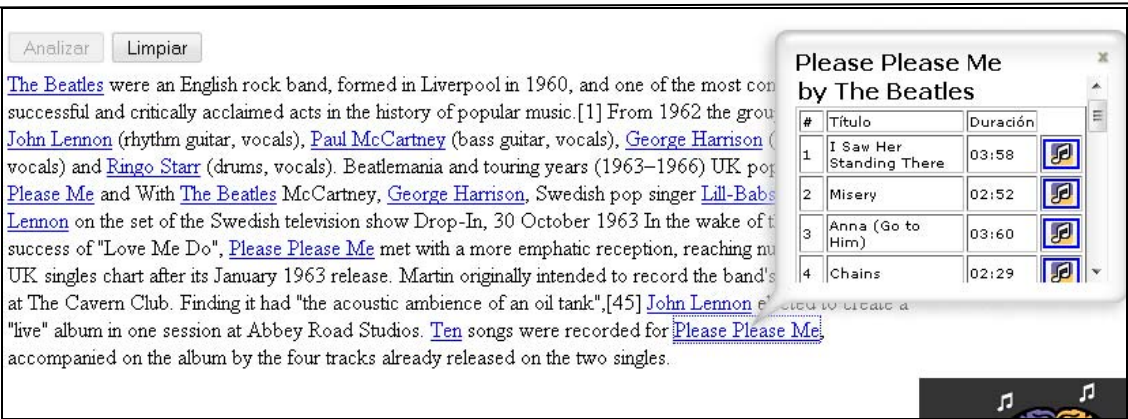 Analizar Limpiar
The Beatles were an English rock band, formed in Liverpool in 1960, and one of the most
successful and critically acclaimed acts in the history of popular music.[1] From 1962 the
John Lennon (rhythm guitar, vocals), Paul McCartney (bass guitar, vocals), George Harrison (
vocals) and Ringo Starr (drums, vocals). Beatlemania and touring years (1963–1966) UK
Please Me and With The Beatles McCartney, George Harrison, Swedish pop singer Lill-Babs
Lennon on the set of the Swedish television show Drop-In, 30 October 1963 In the wake of
success of "Love Me Do", Please Please Me met with a more emphatic reception, reaching
UK singles chart after its January 1963 release. Martin originally intended to record the band's
at The Cavern Club. Finding it had "the acoustic ambience of an oil tank",[45] John Lennon elected to create a
"live" album in one session at Abbey Road Studios. Ten songs were recorded for Please Please Me,
accompanied on the album by the four tracks already released on the two singles.
Please Please Me
by The Beatles
# Título Duración
1 I Saw Her
Standing There 03:58
2 Misery 02:52
3 Anna (Go to
Him) 03:60
4 Chains 02:29